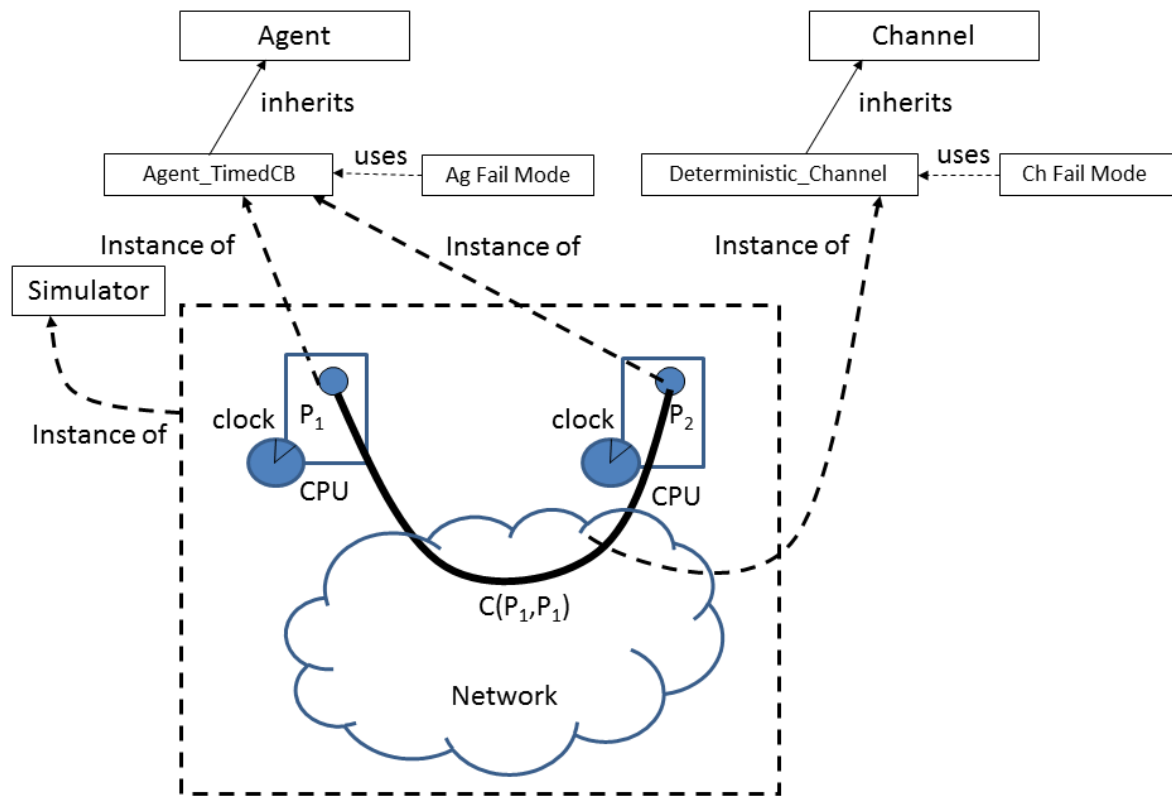 Agent
Channel
inherits
inherits
Agent_TimedCB
uses
Ag Fail Mode
Deterministic_Channel
uses
Ch Fail Mode
Instance of
Instance of
Instance of
Simulator
Instance of
clock
P₁
CPU
clock
P₂
CPU
C(P₁,P₁)
Network